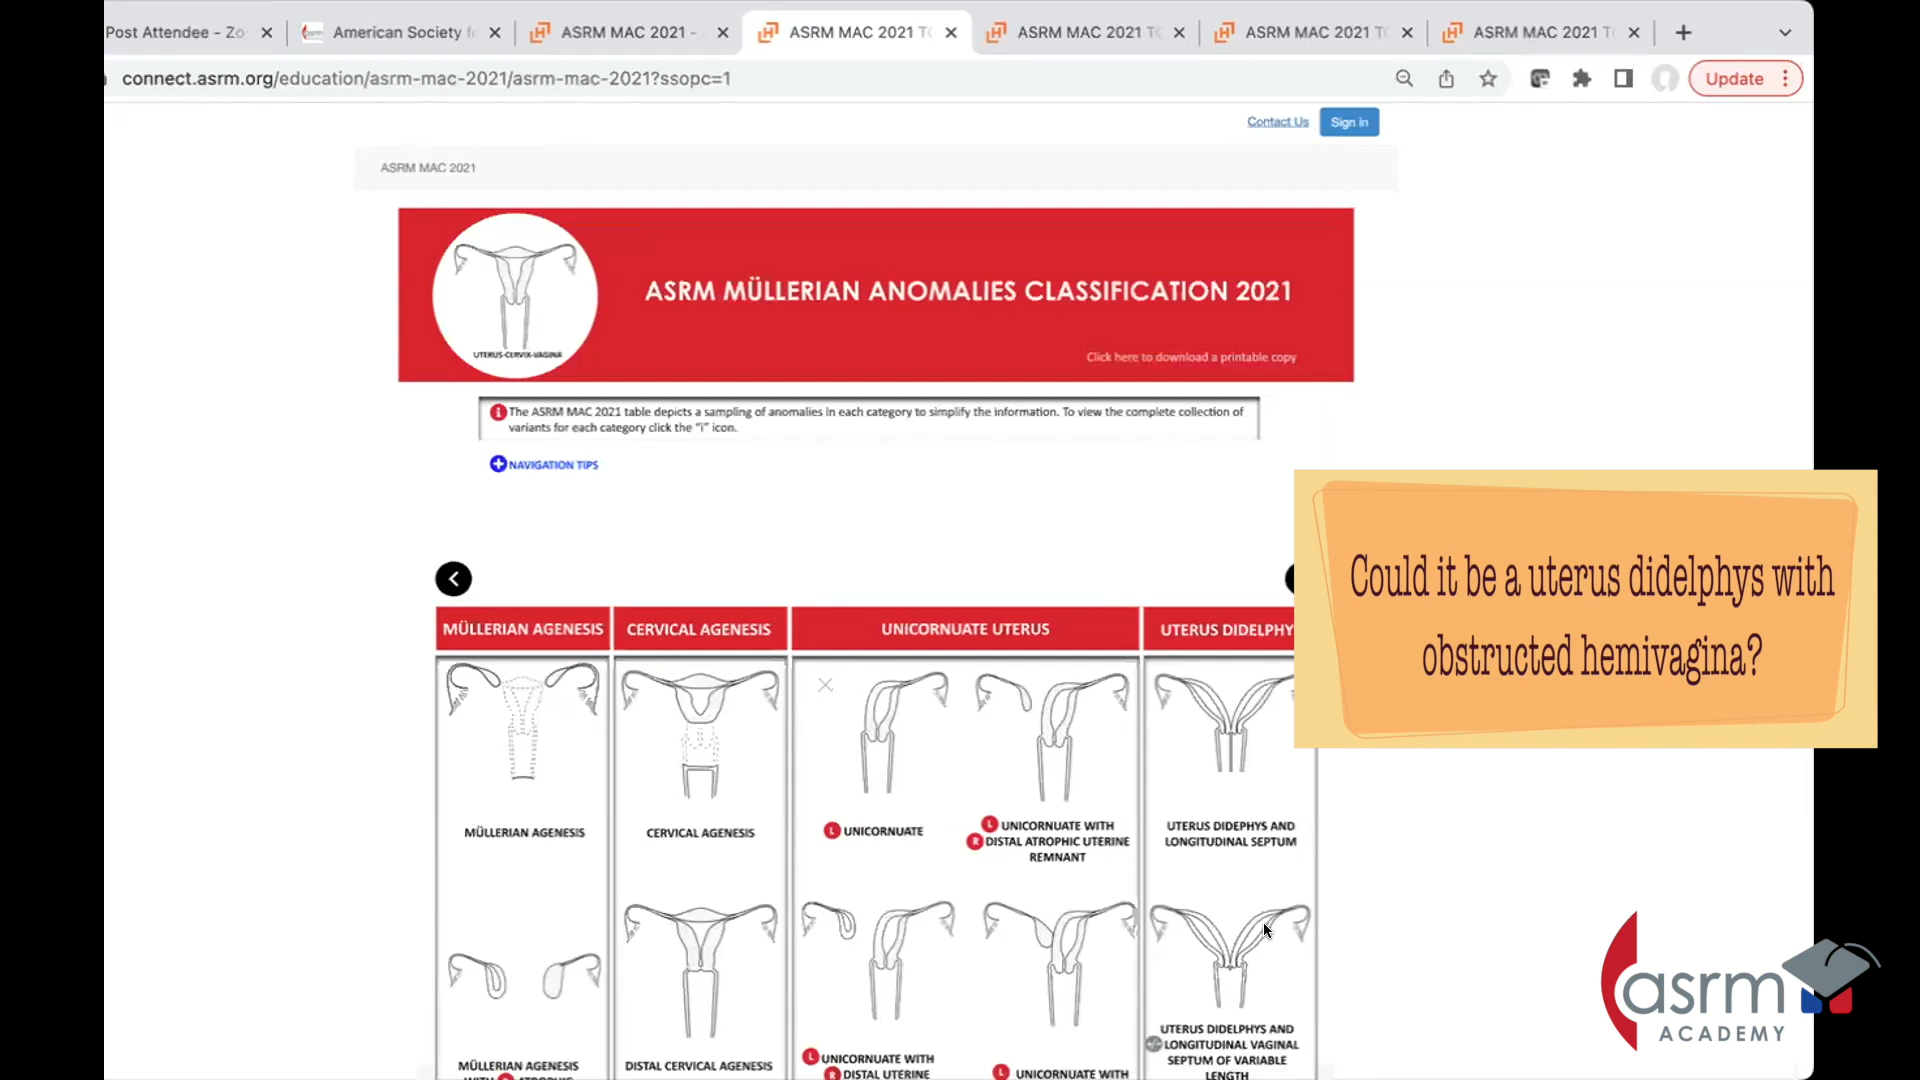 Post Attendee - Zo
American Society f
ASRM MAC 2021 -
ASRM MAC 2021 T
ASRM MAC 2021 T
ASRM MAC 2021 T
ASRM MAC 2021 T
connect.asrm.org/education/asrm-mac-2021/asrm-mac-2021?ssopc=1
Update
Contact Us
Sign in
ASRM MAC 2021
UTERUS-CERVIX-VAGINA
ASRM MÜLLERIAN ANOMALIES CLASSIFICATION 2021
Click here to download a printable copy
i The ASRM MAC 2021 table depicts a sampling of anomalies in each category to simplify the information. To view the complete collection of
variants for each category click the "i" icon.
NAVIGATION TIPS
Could it be a uterus didelphys with
obstructed hemivagina?
MÜLLERIAN AGENESIS
CERVICAL AGENESIS
UNICORNUATE UTERUS
UTERUS DIDELPHY
MÜLLERIAN AGENESIS
CERVICAL AGENESIS
L UNICORNUATE
L UNICORNUATE WITH
R DISTAL ATROPHIC UTERINE
REMNANT
UTERUS DIDEPHYS AND
LONGITUDINAL SEPTUM
MÜLLERIAN AGENESIS
DISTAL CERVICAL AGENESIS
L UNICORNUATE WITH
R DISTAL UTERINE
L UNICORNUATE WITH
UTERUS DIDELPHYS AND
LONGITUDINAL VAGINAL
SEPTUM OF VARIABLE
LENGTH
asrm
ACADEMY